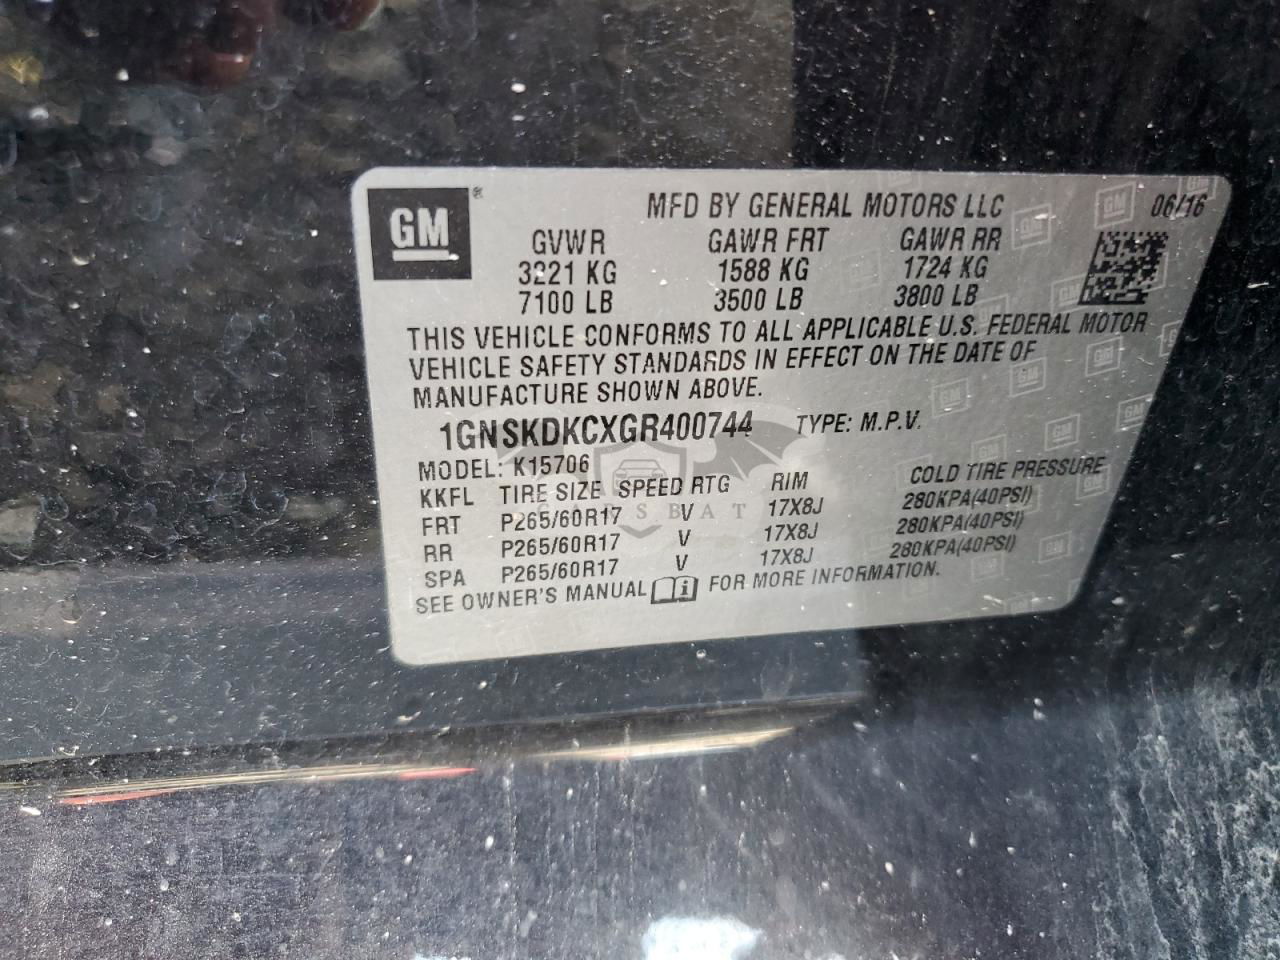 GM®
MFD BY GENERAL MOTORS LLC 06/16
GVWR GAWR FRT GAWR RR
3221 KG 1588 KG 1724 KG
7100 LB 3500 LB 3800 LB
THIS VEHICLE CONFORMS TO ALL APPLICABLE U.S. FEDERAL MOTOR
VEHICLE SAFETY STANDARDS IN EFFECT ON THE DATE OF
MANUFACTURE SHOWN ABOVE.
1GNSKDKCXGR400744 TYPE: M.P.V.
MODEL: K15706
KKFL TIRE SIZE SPEED RTG RIM COLD TIRE PRESSURE
FRT P265/60R17 V 17X8J 280KPA(40PSI)
RR P265/60R17 V 17X8J 280KPA(40PSI)
SPA P265/60R17 V 17X8J 280KPA(40PSI)
SEE OWNER'S MANUAL FOR MORE INFORMATION.